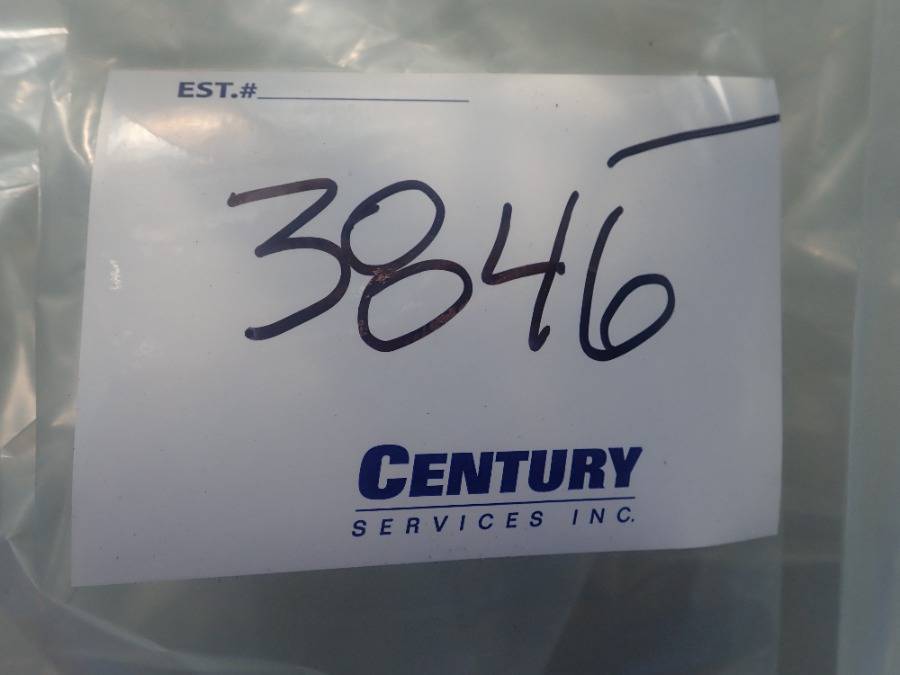 EST.#
3846
CENTURY
SERVICES INC.